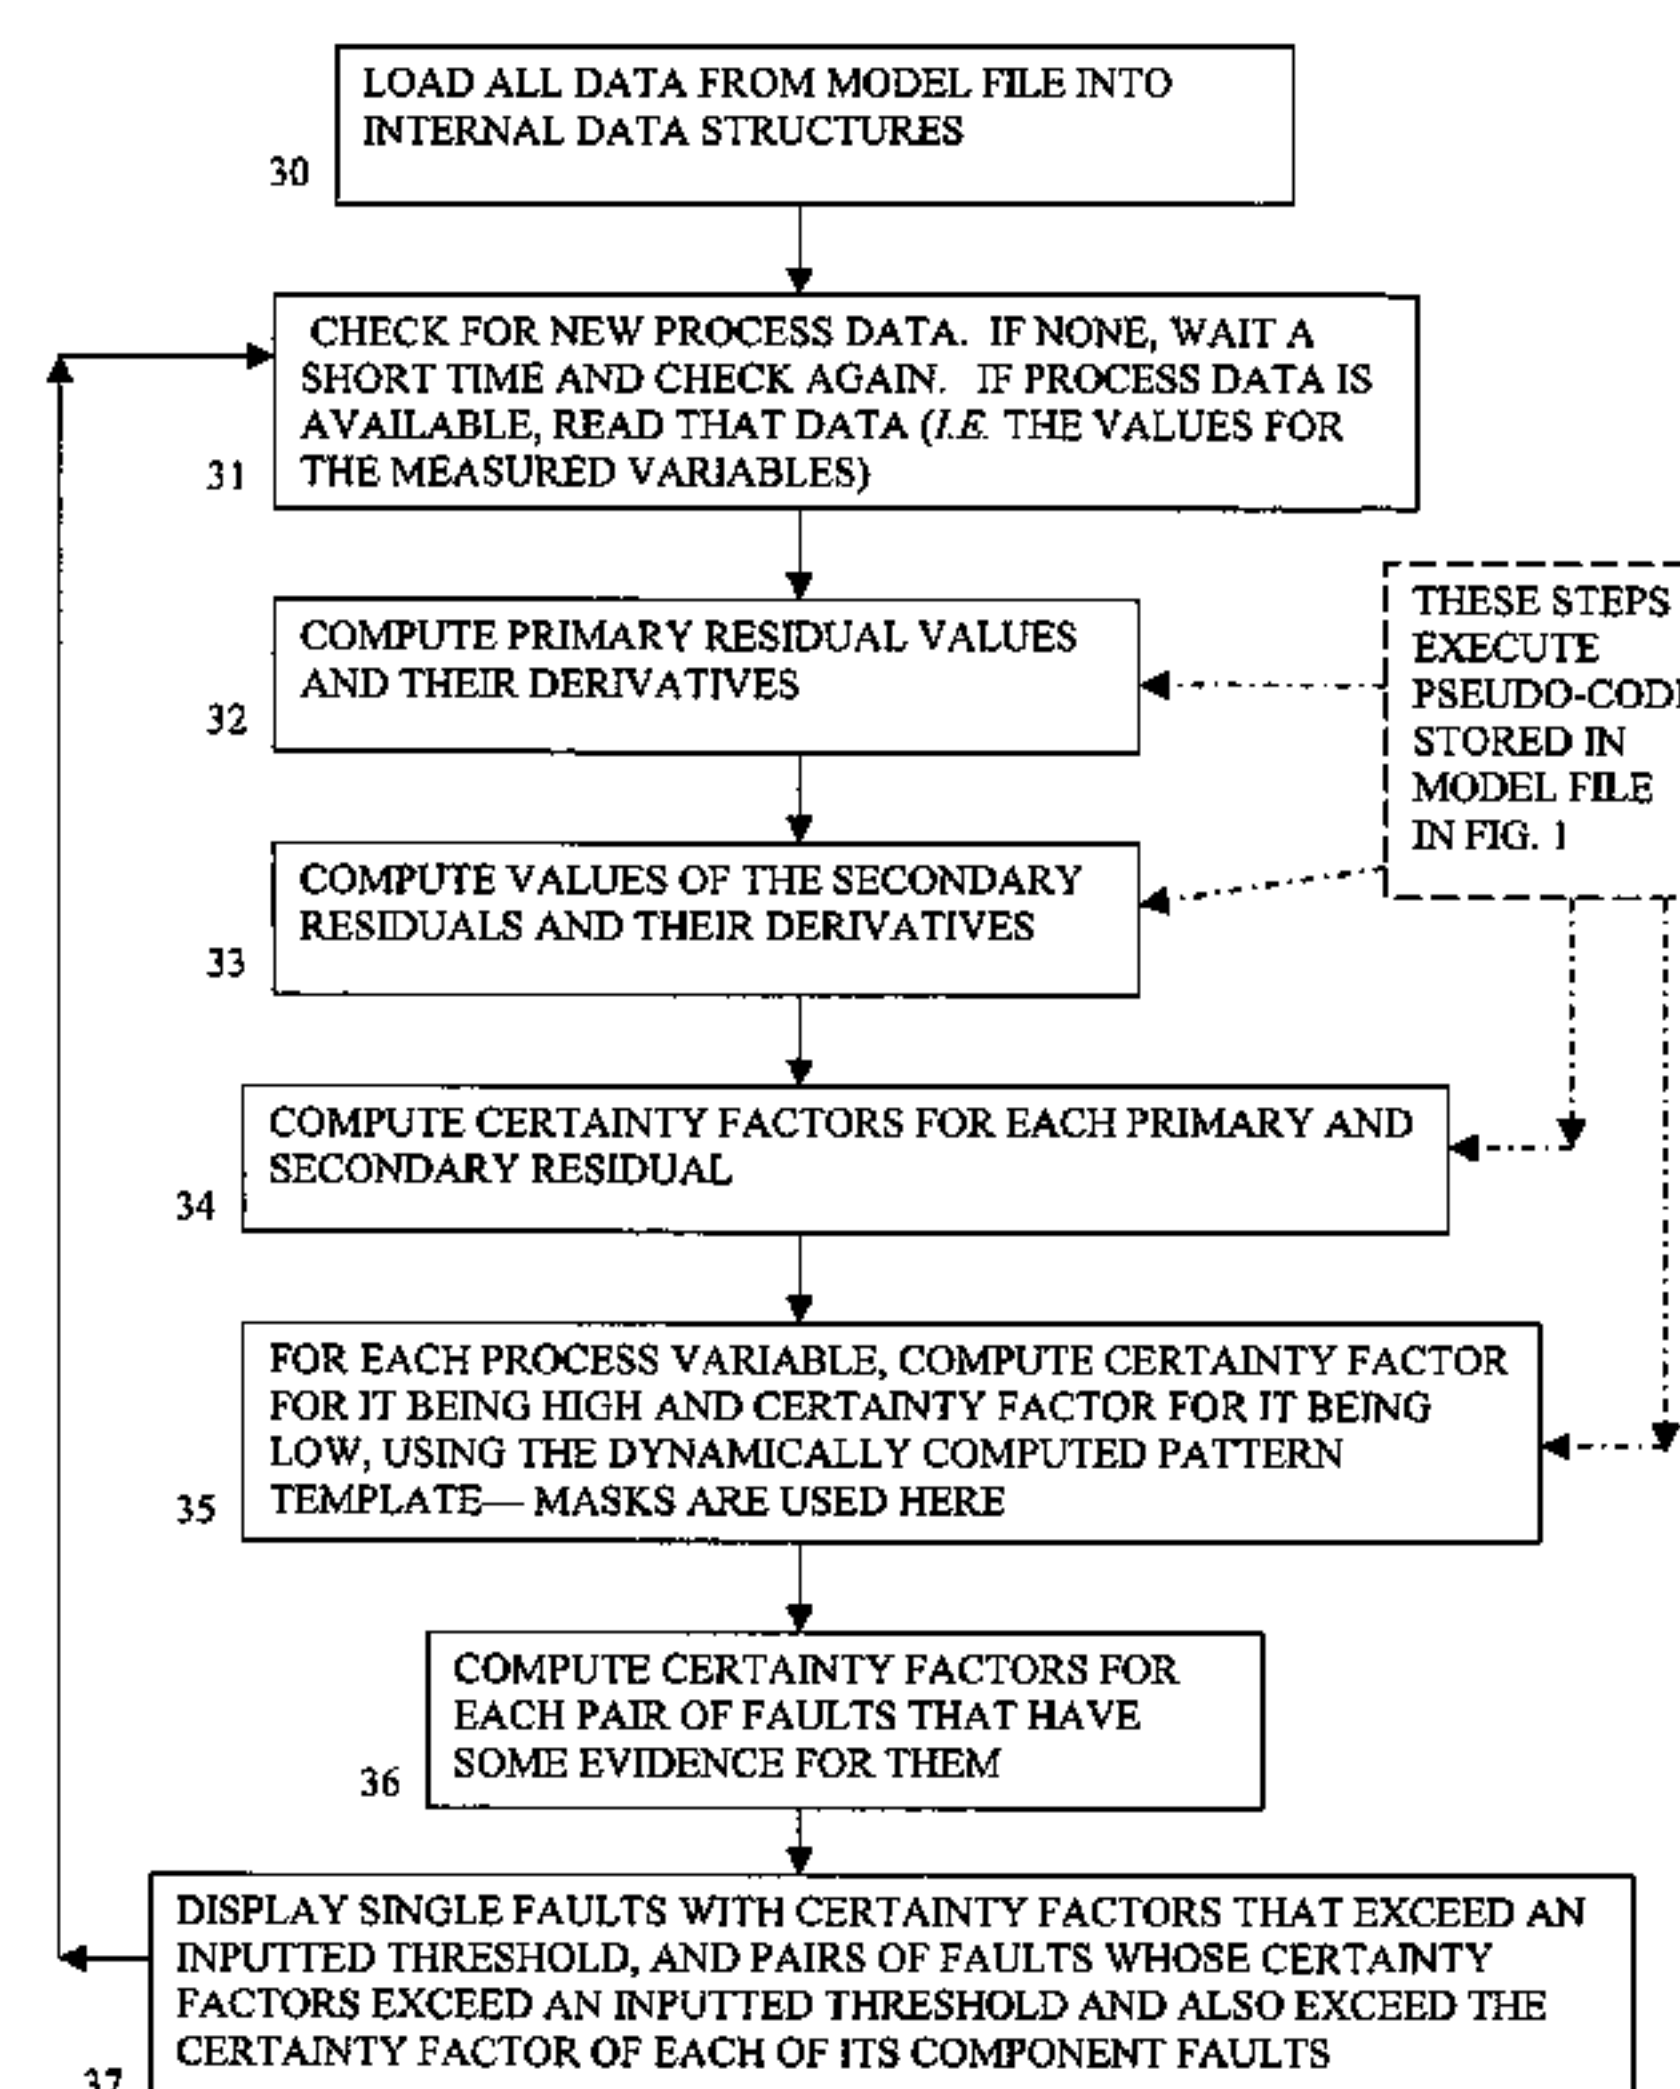 LOAD ALL DATA FROM MODEL FILE INTO
INTERNAL DATA STRUCTURES
30
CHECK FOR NEW PROCESS DATA. IF NONE, WAIT A
SHORT TIME AND CHECK AGAIN. IF PROCESS DATA IS
AVAILABLE, READ THAT DATA (I.E. THE VALUES FOR
THE MEASURED VARIABLES)
31
COMPUTE PRIMARY RESIDUAL VALUES
AND THEIR DERIVATIVES
32
THESE STEPS
EXECUTE
PSEUDO-COD
STORED IN
MODEL FILE
IN FIG. 1
COMPUTE VALUES OF THE SECONDARY
RESIDUALS AND THEIR DERIVATIVES
33
COMPUTE CERTAINTY FACTORS FOR EACH PRIMARY AND
SECONDARY RESIDUAL
34
FOR EACH PROCESS VARIABLE, COMPUTE CERTAINTY FACTOR
FOR IT BEING HIGH AND CERTAINTY FACTOR FOR IT BEING
LOW, USING THE DYNAMICALLY COMPUTED PATTERN
TEMPLATE— MASKS ARE USED HERE
35
COMPUTE CERTAINTY FACTORS FOR
EACH PAIR OF FAULTS THAT HAVE
SOME EVIDENCE FOR THEM
36
DISPLAY SINGLE FAULTS WITH CERTAINTY FACTORS THAT EXCEED AN
INPUTTED THRESHOLD, AND PAIRS OF FAULTS WHOSE CERTAINTY
FACTORS EXCEED AN INPUTTED THRESHOLD AND ALSO EXCEED THE
CERTAINTY FACTOR OF EACH OF ITS COMPONENT FAULTS
37